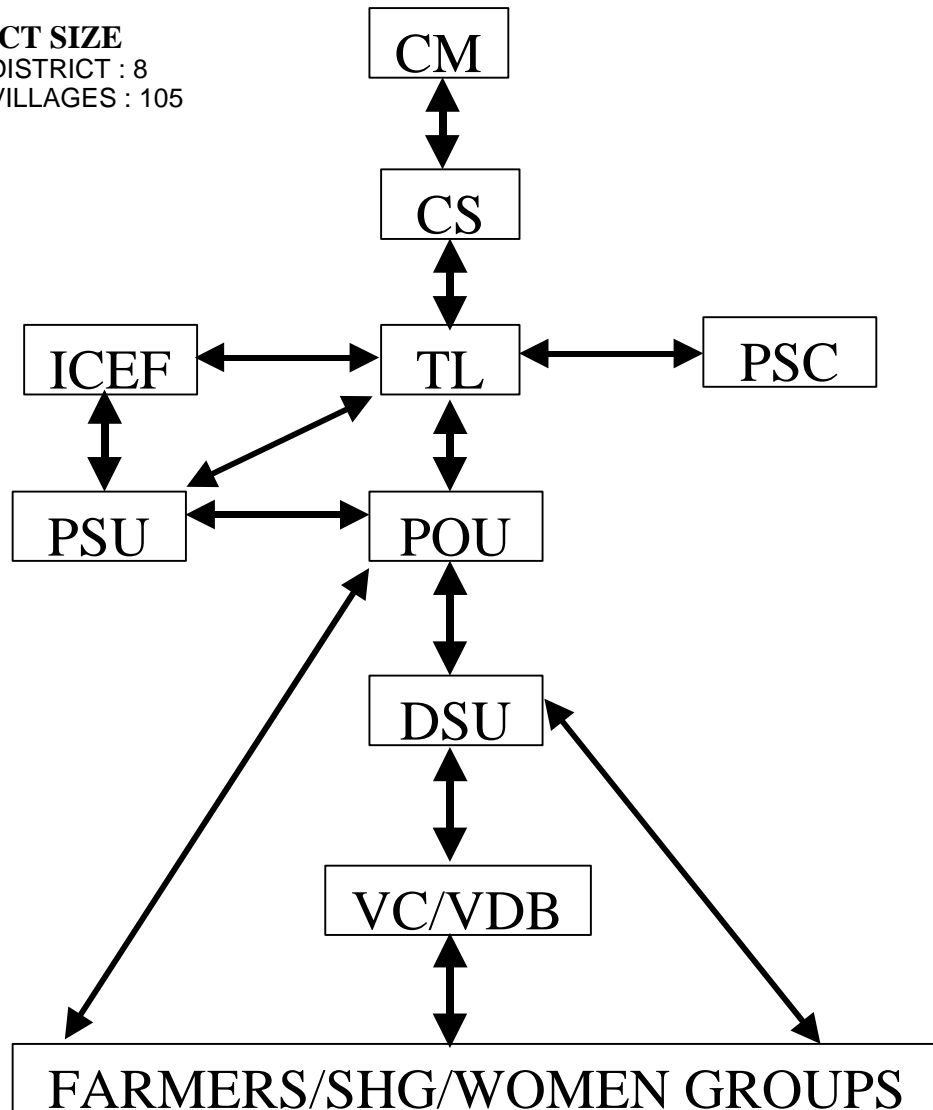 CT SIZE
DISTRICT : 8
VILLAGES : 105
CM
CS
ICEF
TL
PSC
PSU
POU
DSU
VC/VDB
FARMERS/SHG/WOMEN GROUPS